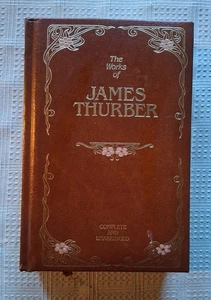 The
Works
of
JAMES
THURBER
COMPLETE
AND
UNABRIDGED